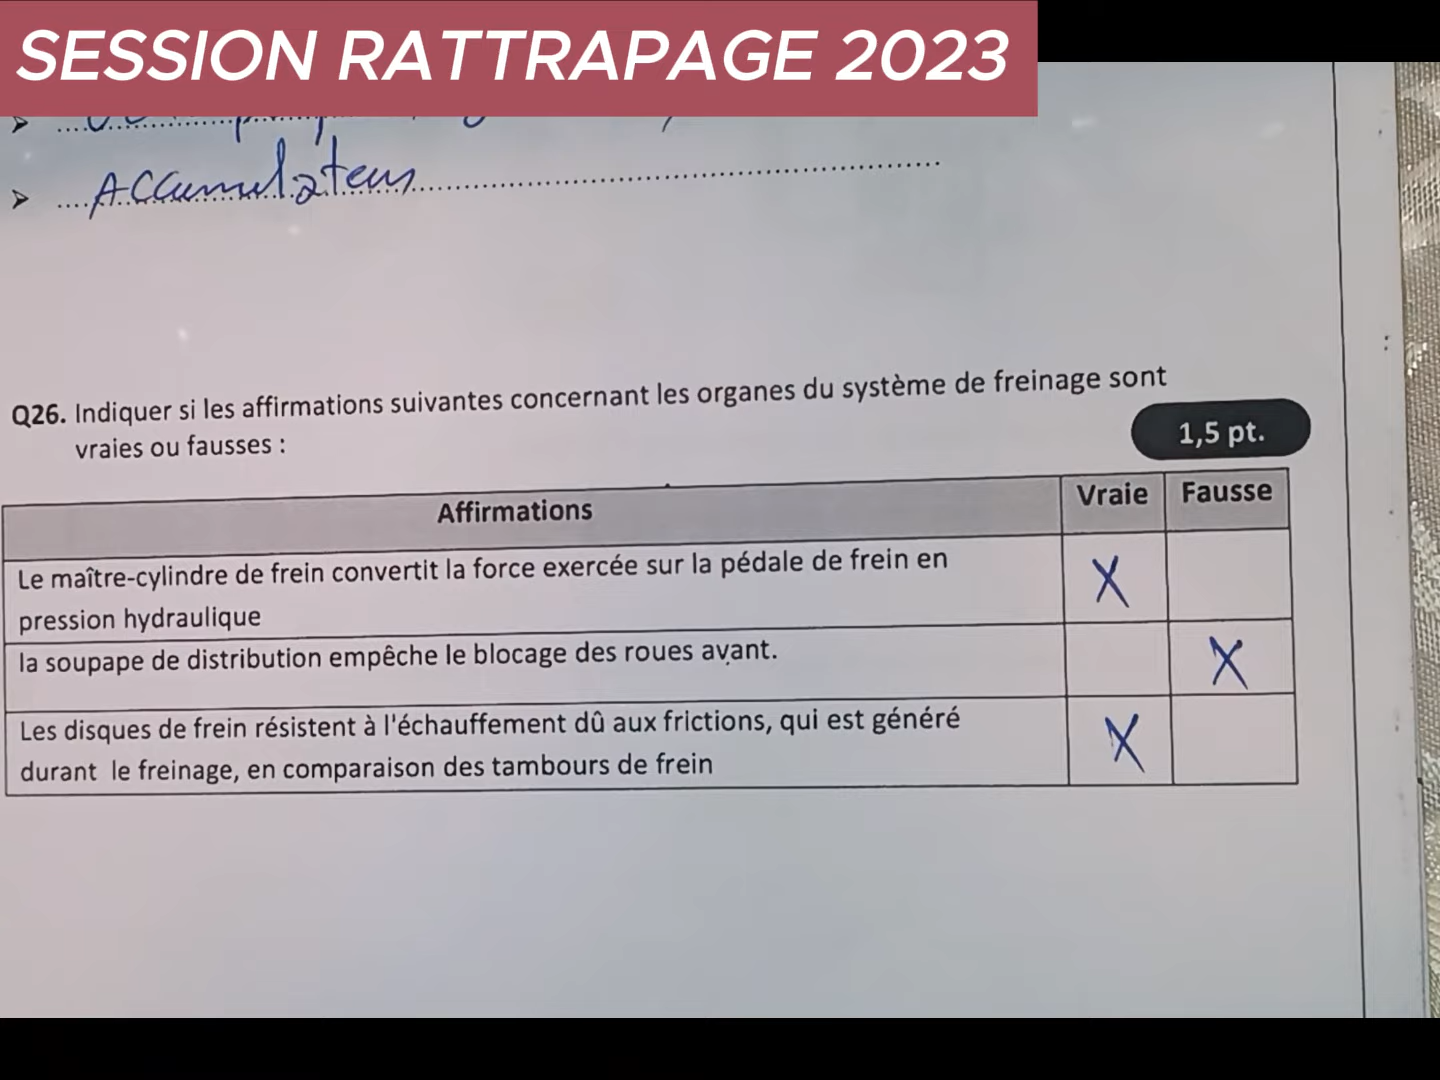 SESSION RATTRAPAGE 2023
Accumulateur
Q26. Indiquer si les affirmations suivantes concernant les organes du système de freinage sont
vraies ou fausses :
1,5 pt.
Affirmations Vraie Fausse
Le maître-cylindre de frein convertit la force exercée sur la pédale de frein en X
pression hydraulique
la soupape de distribution empêche le blocage des roues avant. X
Les disques de frein résistent à l'échauffement dû aux frictions, qui est généré X
durant le freinage, en comparaison des tambours de frein